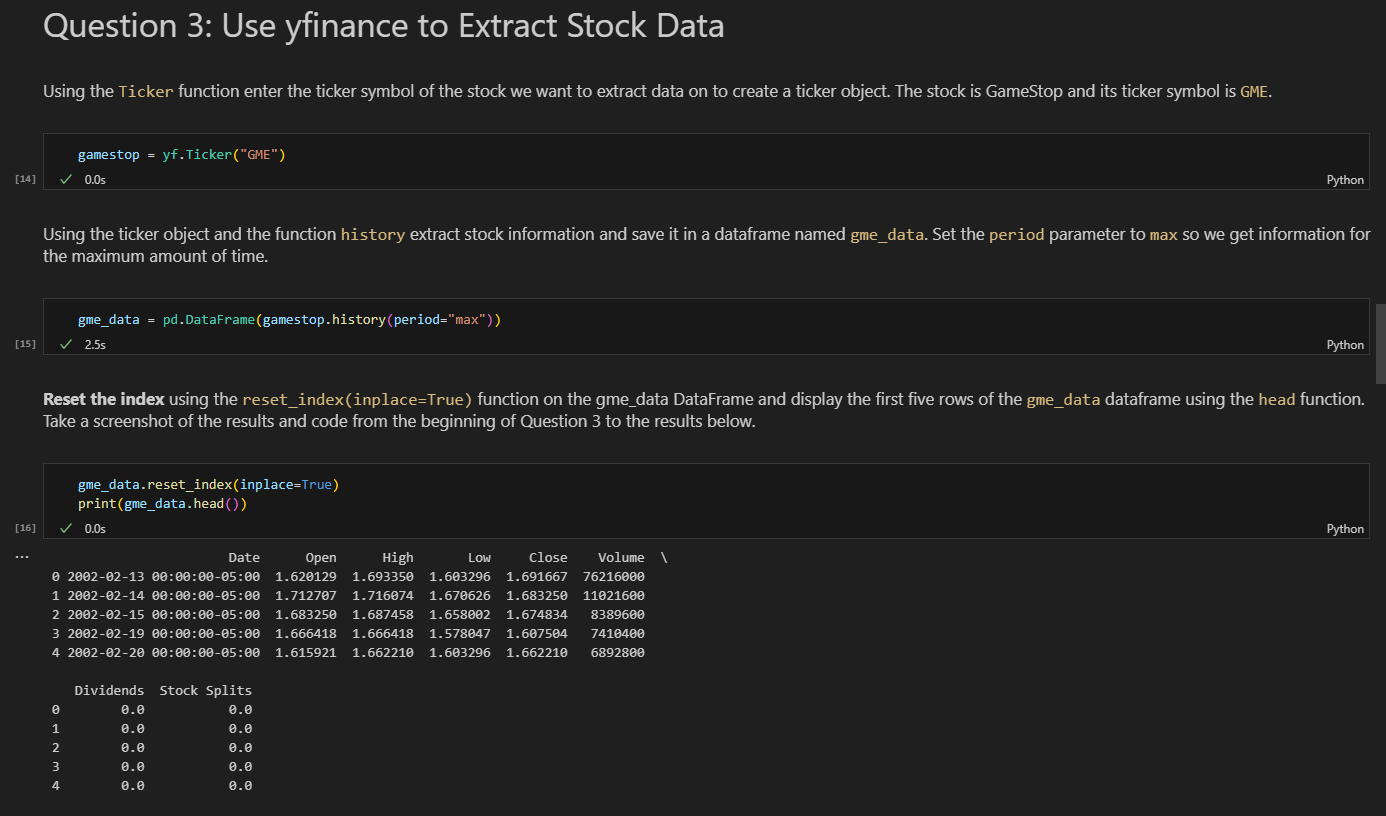 Question 3: Use yfinance to Extract Stock Data
Using the Ticker function enter the ticker symbol of the stock we want to extract data on to create a ticker object. The stock is GameStop and its ticker symbol is GME.
gamestop = yf.Ticker("GME")
[14] ✓ 0.0s Python
Using the ticker object and the function history extract stock information and save it in a dataframe named gme_data. Set the period parameter to max so we get information for
the maximum amount of time.
gme_data = pd.DataFrame(gamestop.history(period="max"))
[15] ✓ 2.5s Python
Reset the index using the reset_index(inplace=True) function on the gme_data DataFrame and display the first five rows of the gme_data dataframe using the head function.
Take a screenshot of the results and code from the beginning of Question 3 to the results below.
gme_data.reset_index(inplace=True)
print(gme_data.head())
[16] ✓ 0.0s Python
... Date Open High Low Close Volume \
0 2002-02-13 00:00:00-05:00 1.620129 1.693350 1.603296 1.691667 76216000
1 2002-02-14 00:00:00-05:00 1.712707 1.716074 1.670626 1.683250 11021600
2 2002-02-15 00:00:00-05:00 1.683250 1.687458 1.658002 1.674834 8389600
3 2002-02-19 00:00:00-05:00 1.666418 1.666418 1.578047 1.607504 7410400
4 2002-02-20 00:00:00-05:00 1.615921 1.662210 1.603296 1.662210 6892800
Dividends Stock Splits
0 0.0 0.0
1 0.0 0.0
2 0.0 0.0
3 0.0 0.0
4 0.0 0.0